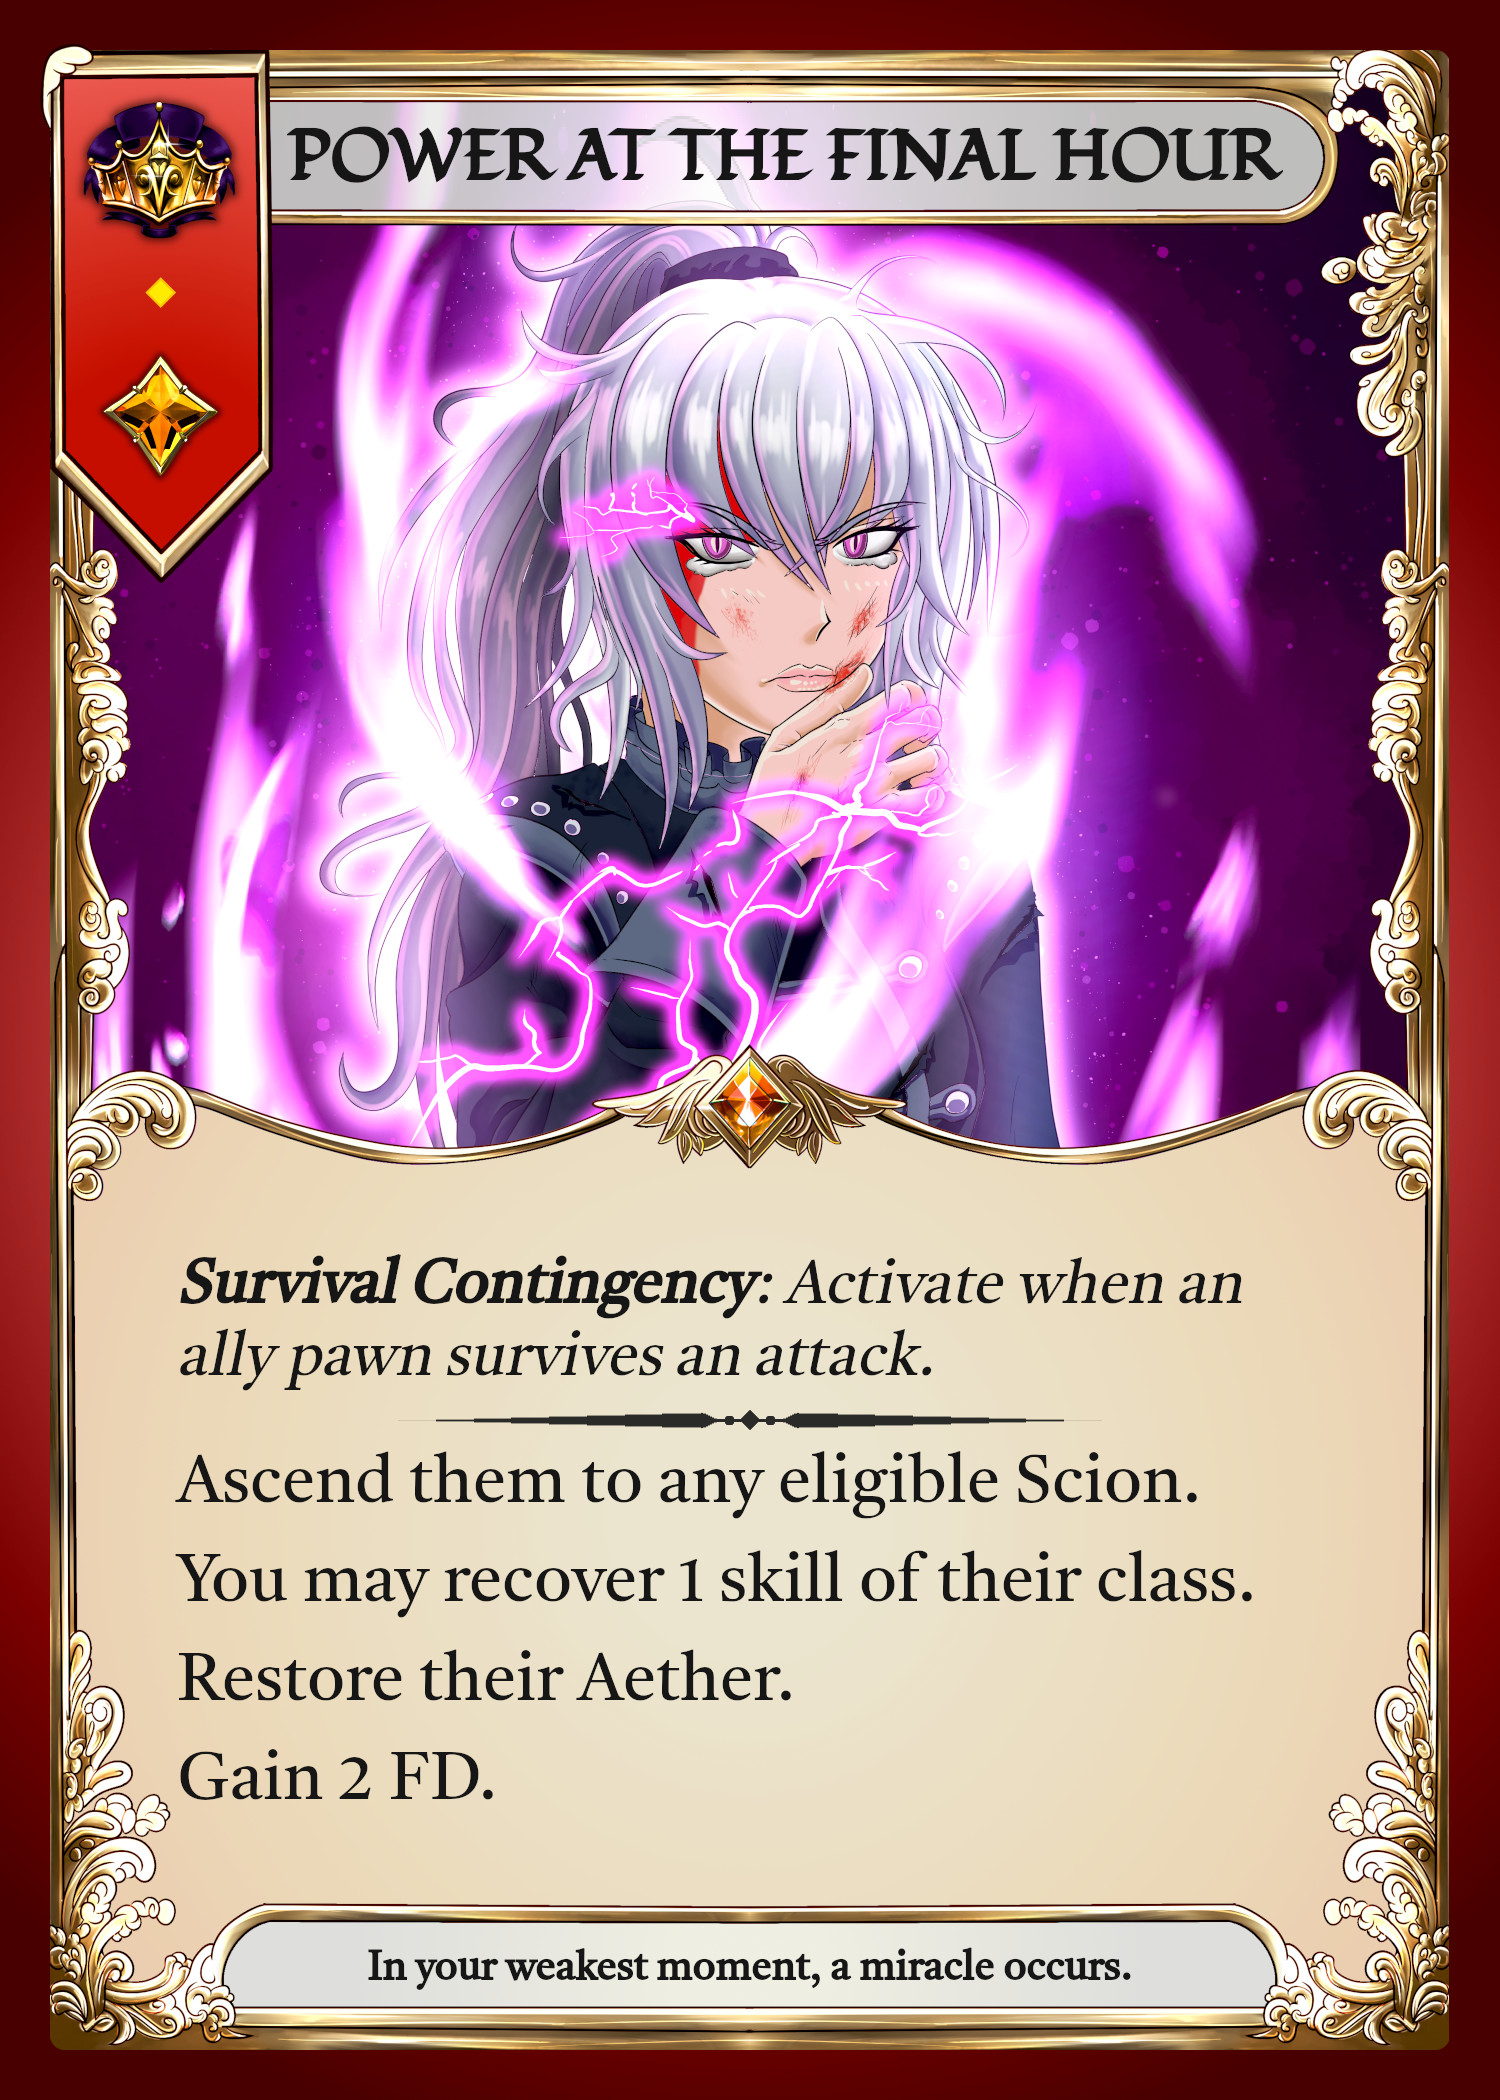 POWER AT THE FINAL HOUR
Survival Contingency: Activate when an
ally pawn survives an attack.
Ascend them to any eligible Scion.
You may recover 1 skill of their class.
Restore their Aether.
Gain 2 FD.
In your weakest moment, a miracle occurs.